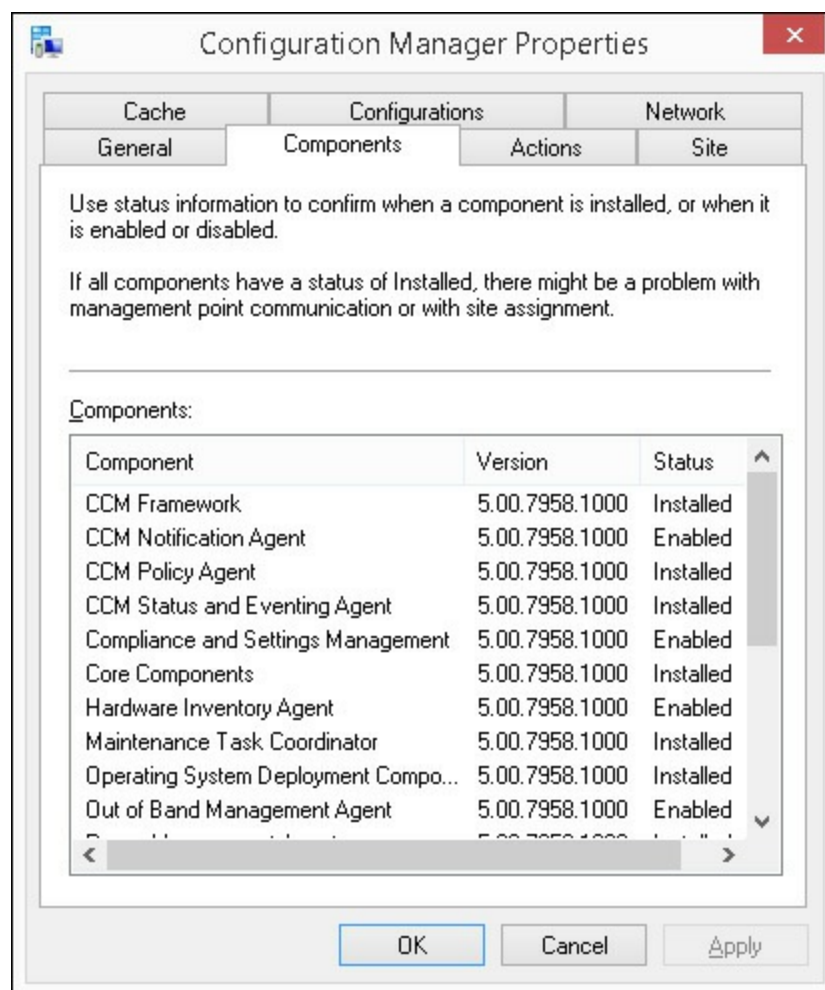 Configuration Manager Properties
Cache Configurations Network
General Components Actions Site
Use status information to confirm when a component is installed, or when it
is enabled or disabled.
If all components have a status of Installed, there might be a problem with
management point communication or with site assignment.
Components:
Component Version Status
CCM Framework 5.00.7958.1000 Installed
CCM Notification Agent 5.00.7958.1000 Enabled
CCM Policy Agent 5.00.7958.1000 Installed
CCM Status and Eventing Agent 5.00.7958.1000 Installed
Compliance and Settings Management 5.00.7958.1000 Enabled
Core Components 5.00.7958.1000 Installed
Hardware Inventory Agent 5.00.7958.1000 Enabled
Maintenance Task Coordinator 5.00.7958.1000 Installed
Operating System Deployment Compo... 5.00.7958.1000 Installed
Out of Band Management Agent 5.00.7958.1000 Enabled
OK Cancel Apply